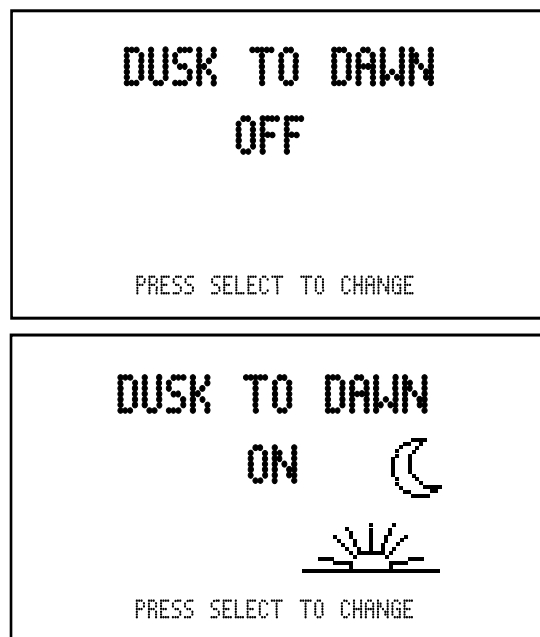 DUSK TO DAWN
OFF
PRESS SELECT TO CHANGE
DUSK TO DAWN
ON
PRESS SELECT TO CHANGE